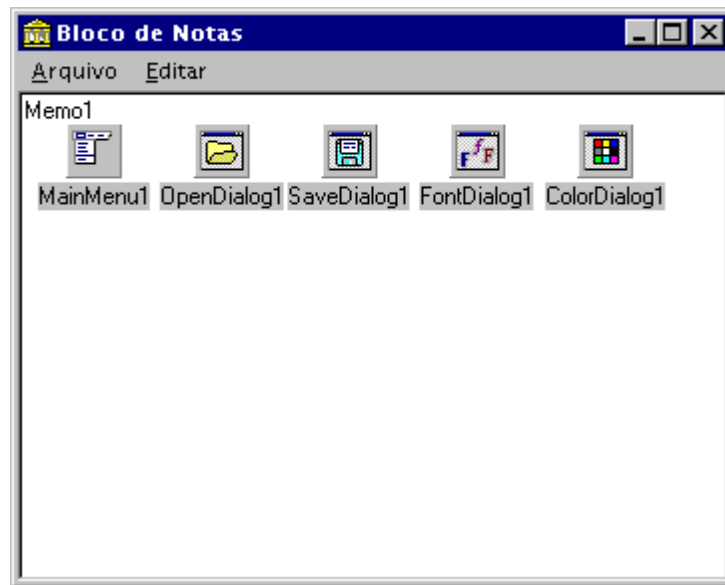 Bloco de Notas
Arquivo Editar
Memo1
MainMenu1 OpenDialog1 SaveDialog1 FontDialog1 ColorDialog1